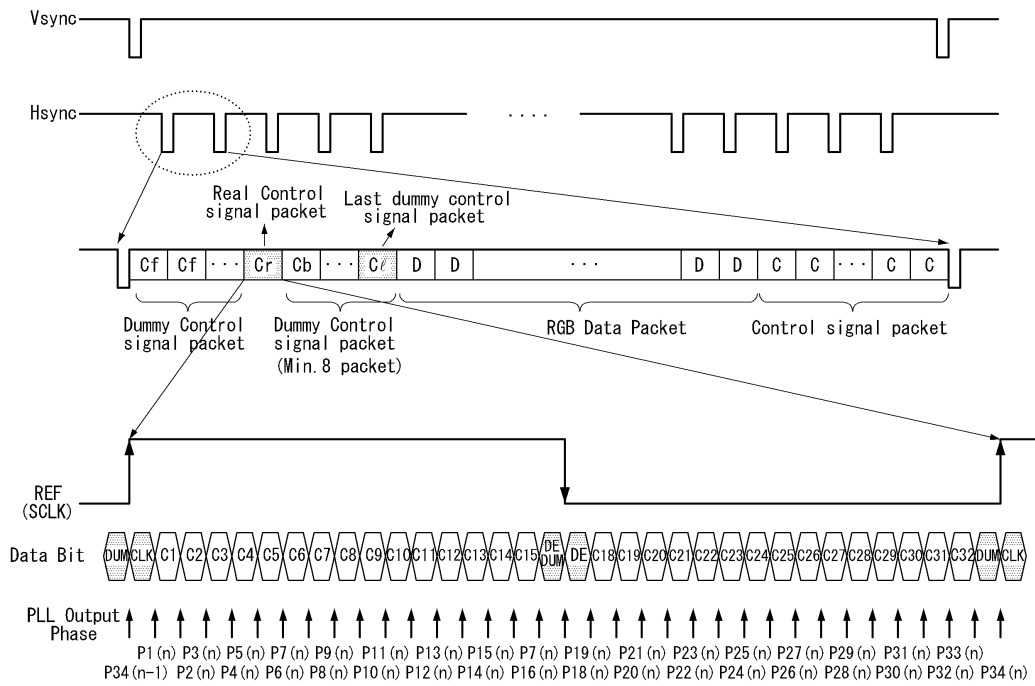 Vsync
Hsync
....
Real Control signal packet
Last dummy control signal packet
Cf Cf ... Cr Cb ... Cℓ D D ... D D C C ... C C
Dummy Control signal packet
Dummy Control signal packet (Min.8 packet)
RGB Data Packet
Control signal packet
REF (SCLK)
Data Bit DUM CLK C1 C2 C3 C4 C5 C6 C7 C8 C9 C10 C11 C12 C13 C14 C15 DE DUM DE C18 C19 C20 C21 C22 C23 C24 C25 C26 C27 C28 C29 C30 C31 C32 DUM CLK
PLL Output Phase
P1(n) P3(n) P5(n) P7(n) P9(n) P11(n) P13(n) P15(n) P7(n) P19(n) P21(n) P23(n) P25(n) P27(n) P29(n) P31(n) P33(n)
P34(n-1) P2(n) P4(n) P6(n) P8(n) P10(n) P12(n) P14(n) P16(n) P18(n) P20(n) P22(n) P24(n) P26(n) P28(n) P30(n) P32(n) P34(n)